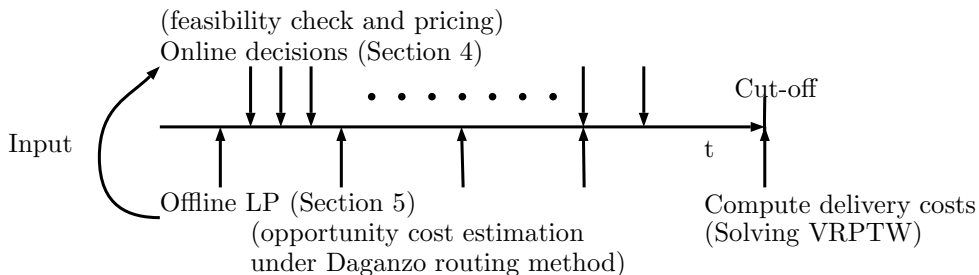 (feasibility check and pricing)
Online decisions (Section 4)
Cut-off
Input
t
Offline LP (Section 5)
(opportunity cost estimation
under Daganzo routing method)
Compute delivery costs
(Solving VRPTW)